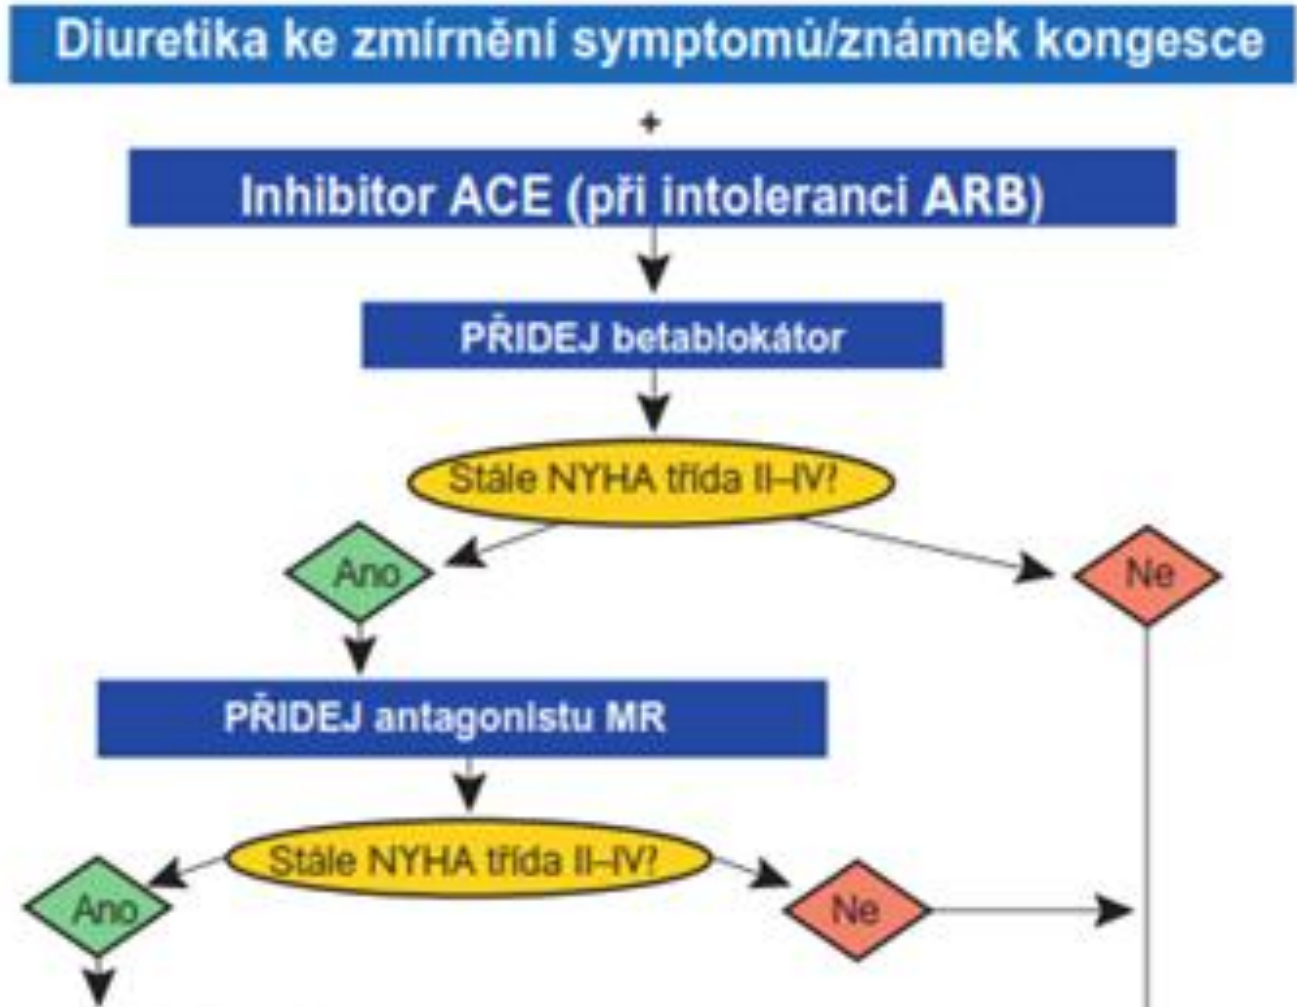 Diuretika ke zmírnění symptomů/známek kongesce
+
Inhibitor ACE (při intoleranci ARB)
PŘIDEJ betablokátor
Stále NYHA třída II–IV?
Ano
Ne
PŘIDEJ antagonistu MR
Stále NYHA třída II–IV?
Ano
Ne